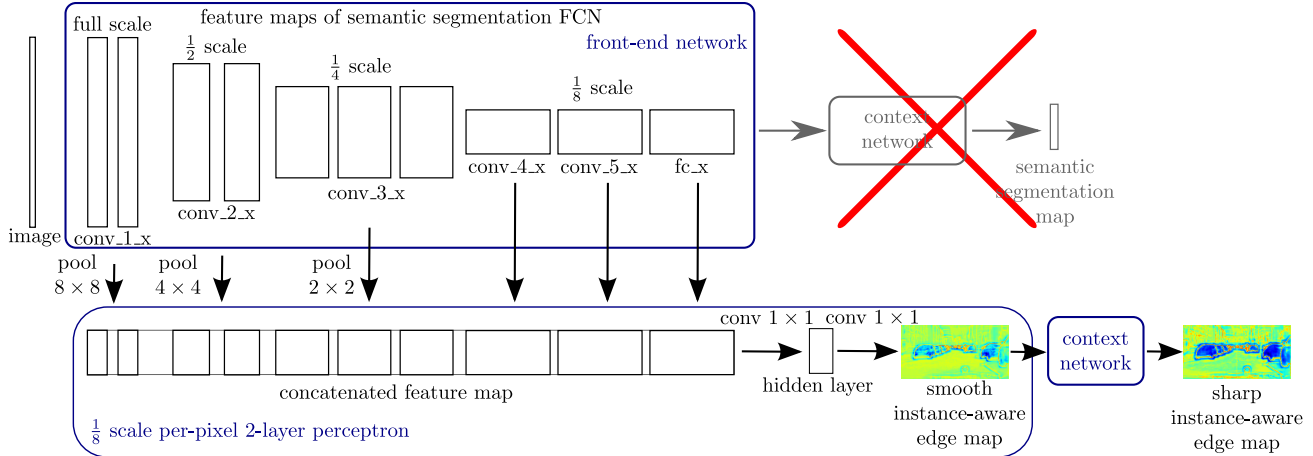 feature maps of semantic segmentation FCN
front-end network
full scale
1/2 scale
1/4 scale
1/8 scale
image
conv_1_x
conv_2_x
conv_3_x
conv_4_x
conv_5_x
fc_x
context
network
semantic
segmentation
map
pool
8 × 8
pool
4 × 4
pool
2 × 2
concatenated feature map
1/8 scale per-pixel 2-layer perceptron
conv 1 × 1
hidden layer
conv 1 × 1
smooth
instance-aware
edge map
context
network
sharp
instance-aware
edge map